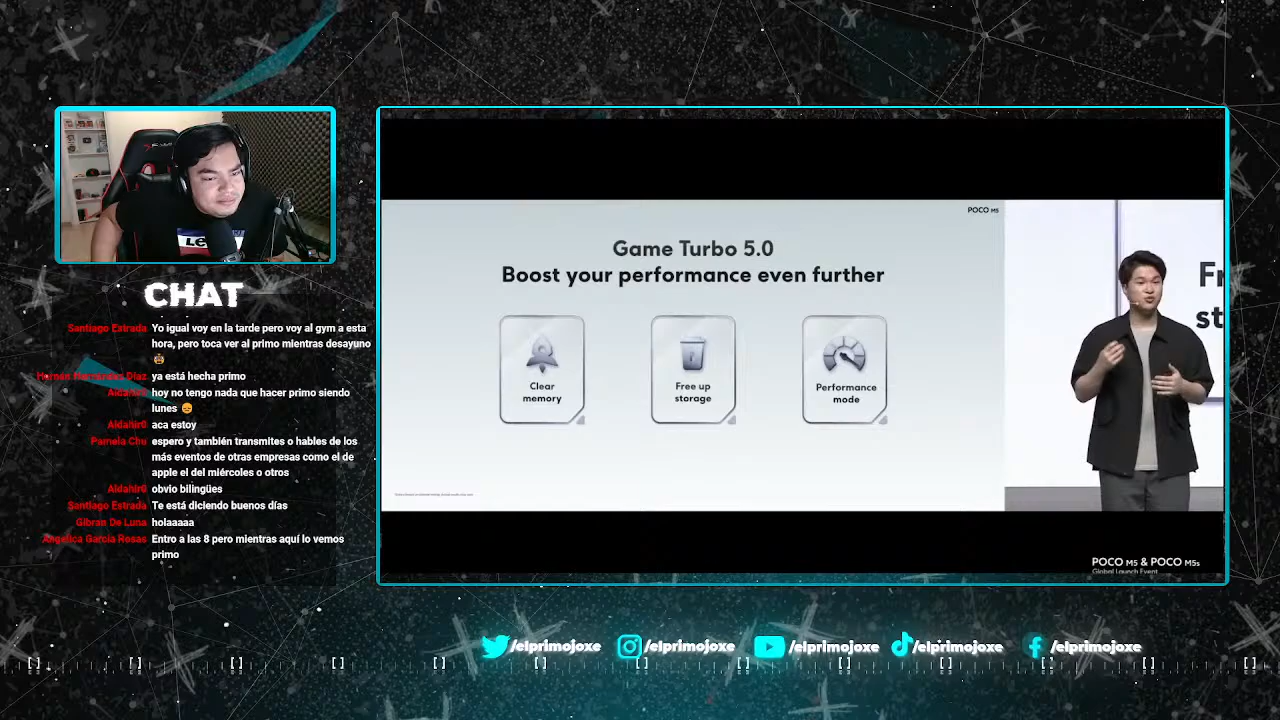 POCO M5
Game Turbo 5.0
Boost your performance even further
Clear
memory
Free up
storage
Performance
mode
Fr
st
POCO M5 & POCO M5s
Global Launch Event
CHAT
Santiago Estrada Yo igual voy en la tarde pero voy al gym a esta
hora, pero toca ver al primo mientras desayuno
Hernán Hernández Díaz ya está hecha primo
Aldahir0 hoy no tengo nada que hacer primo siendo
lunes 😞
Aldahir0 aca estoy
Pamela Chu espero y también transmites o hables de los
más eventos de otras empresas como el de
apple el del miércoles o otros
Aldahir0 obvio bilingües
Santiago Estrada Te está diciendo buenos días
Gibran De Luna holaaaaa
Angelica Garcia Rosas Entro a las 8 pero mientras aquí lo vemos
primo
/elprimojoxe /elprimojoxe /elprimojoxe /elprimojoxe /elprimojoxe